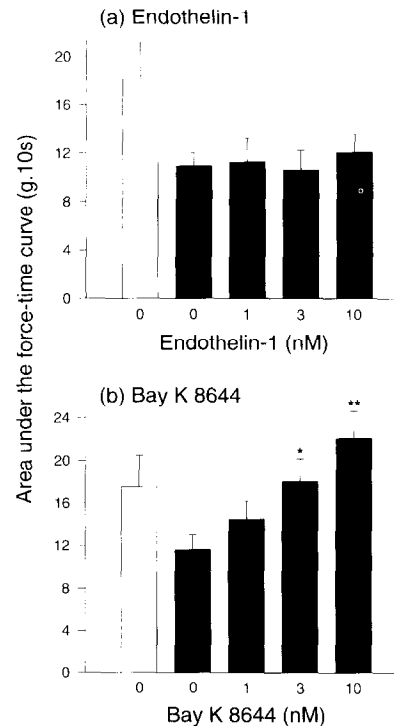 Area under the force-time curve (g.10s)
(a) Endothelin-1
20
16
12
8
4
0
0 0 1 3 10
Endothelin-1 (nM)
(b) Bay K 8644
24
20
16
12
8
4
0
* **
0 0 1 3 10
Bay K 8644 (nM)